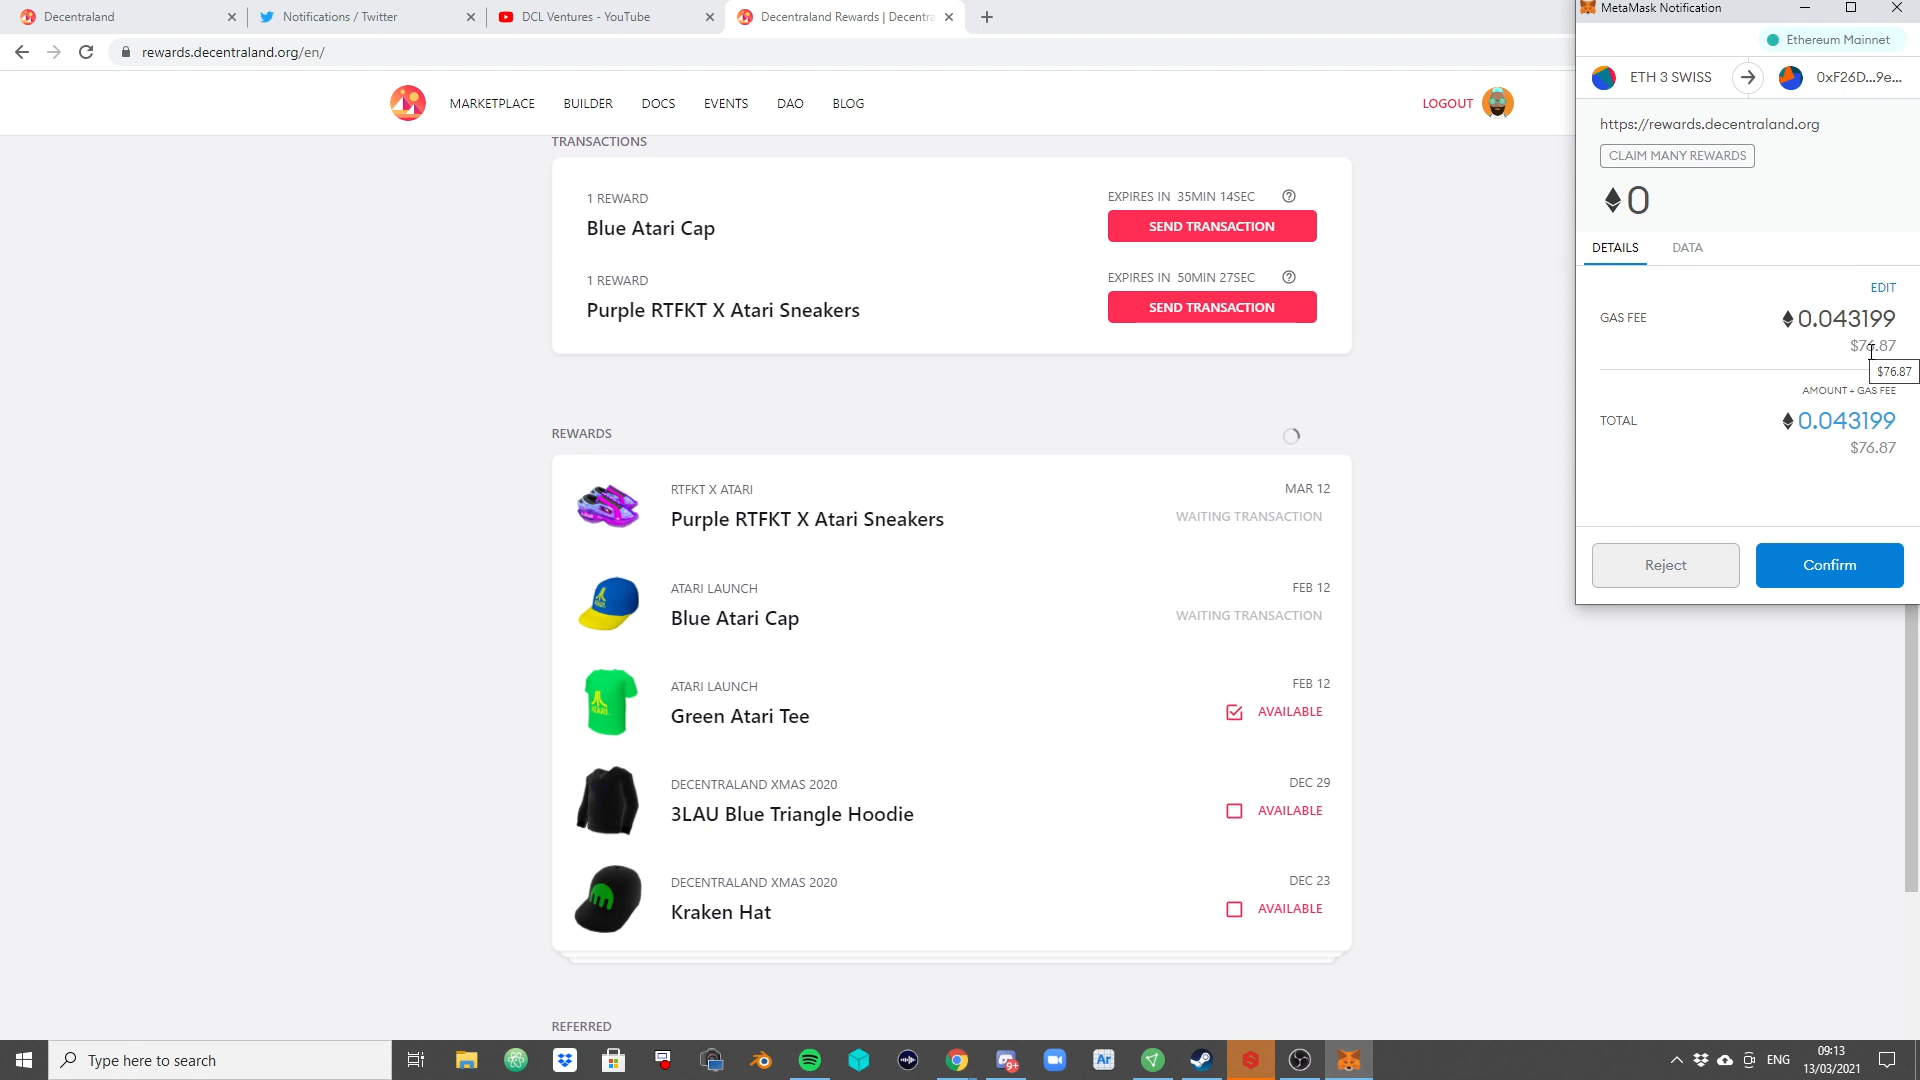 Decentraland
Notifications / Twitter
DCL Ventures - YouTube
Decentraland Rewards | Decentra
rewards.decentraland.org/en/
MARKETPLACE
BUILDER
DOCS
EVENTS
DAO
BLOG
LOGOUT
TRANSACTIONS
1 REWARD
Blue Atari Cap
EXPIRES IN 35MIN 14SEC
SEND TRANSACTION
1 REWARD
Purple RTFKT X Atari Sneakers
EXPIRES IN 50MIN 27SEC
SEND TRANSACTION
REWARDS
RTFKT X ATARI
Purple RTFKT X Atari Sneakers
MAR 12
WAITING TRANSACTION
ATARI LAUNCH
Blue Atari Cap
FEB 12
WAITING TRANSACTION
ATARI LAUNCH
Green Atari Tee
FEB 12
AVAILABLE
DECENTRALAND XMAS 2020
3LAU Blue Triangle Hoodie
DEC 29
AVAILABLE
DECENTRALAND XMAS 2020
Kraken Hat
DEC 23
AVAILABLE
REFERRED
MetaMask Notification
Ethereum Mainnet
ETH 3 SWISS
0xF26D...9e...
https://rewards.decentraland.org
CLAIM MANY REWARDS
0
DETAILS
DATA
EDIT
GAS FEE
0.043199
$76.87
$76.87
AMOUNT + GAS FEE
TOTAL
0.043199
$76.87
Reject
Confirm
Type here to search
Ar
9+
ENG
09:13
13/03/2021